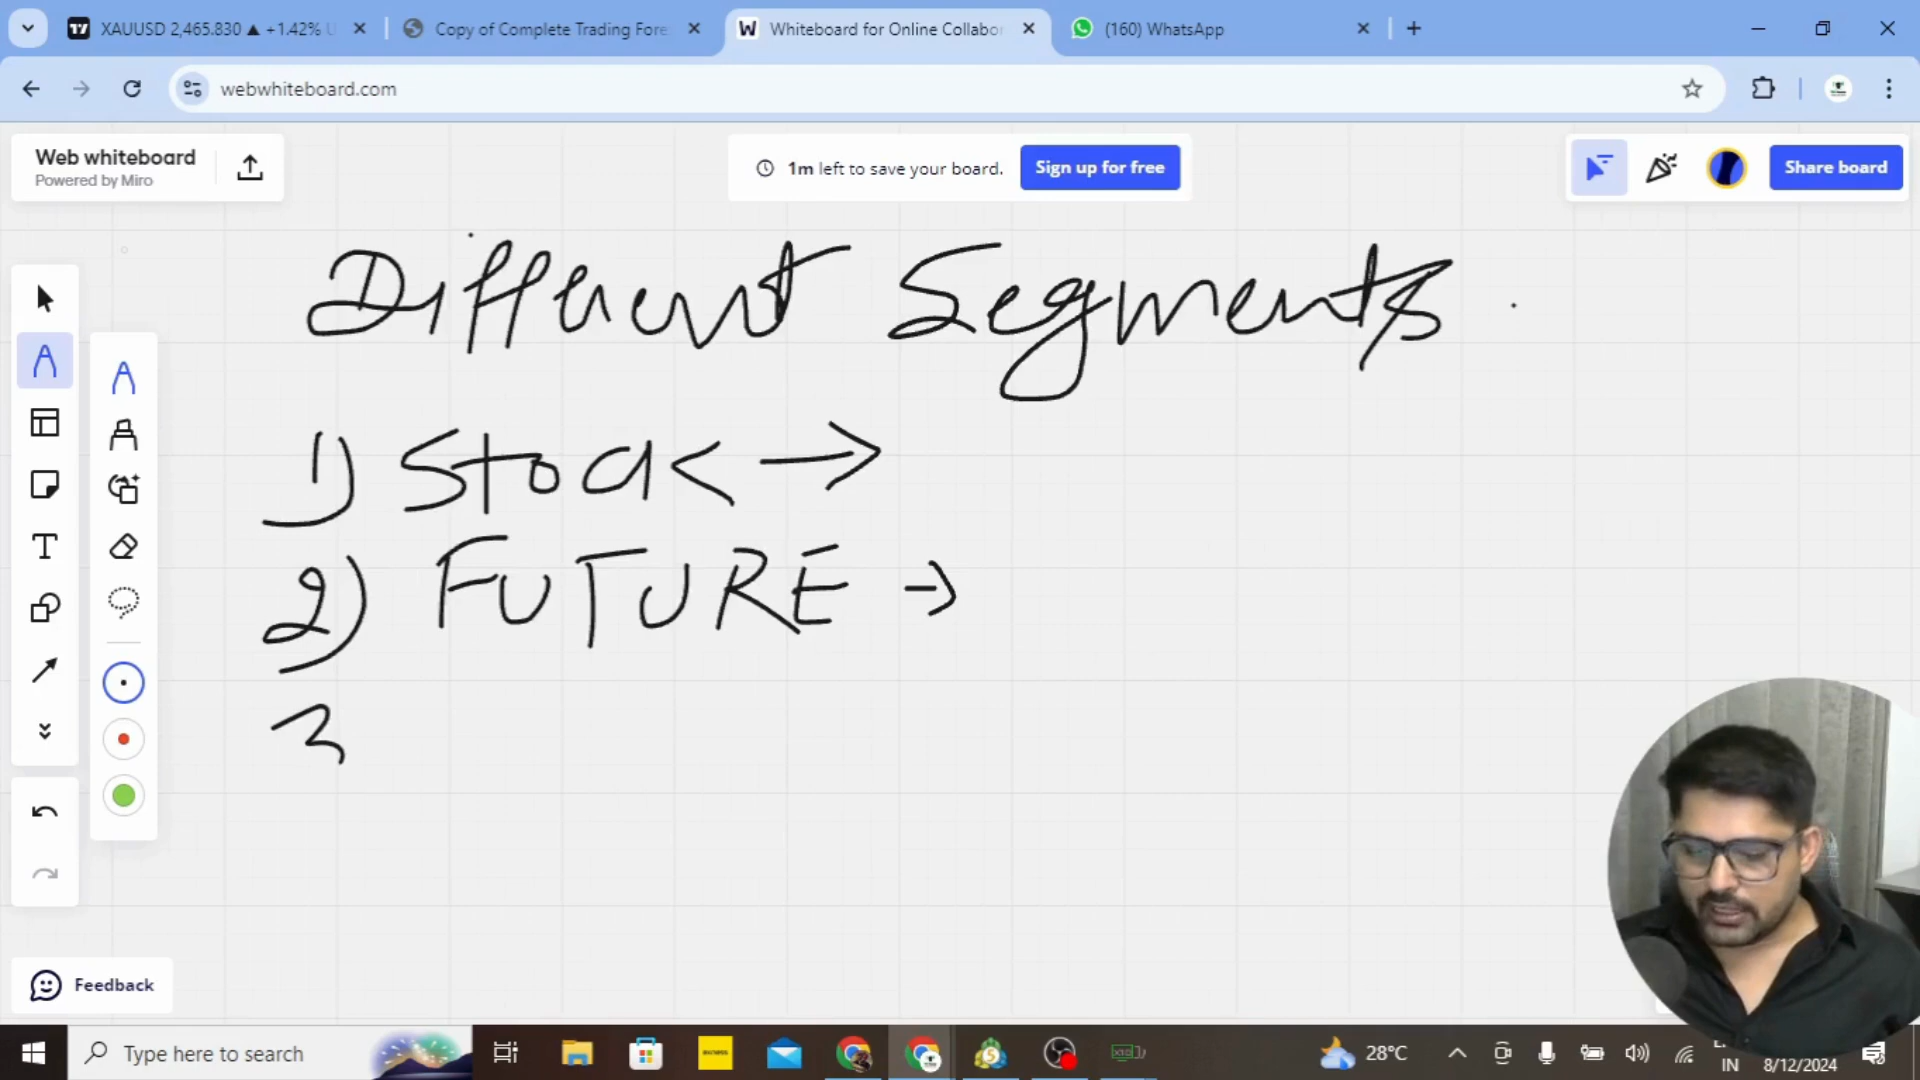 XAUUSD 2,465.830 ▲ +1.42%
Copy of Complete Trading Fore
Whiteboard for Online Collabo
(160) WhatsApp
webwhiteboard.com
Web whiteboard
Powered by Miro
1m left to save your board.
Sign up for free
Share board
Different Segments
1) Stock →
2) FUTURE →
3
Feedback
Type here to search
28°C
IN
8/12/2024